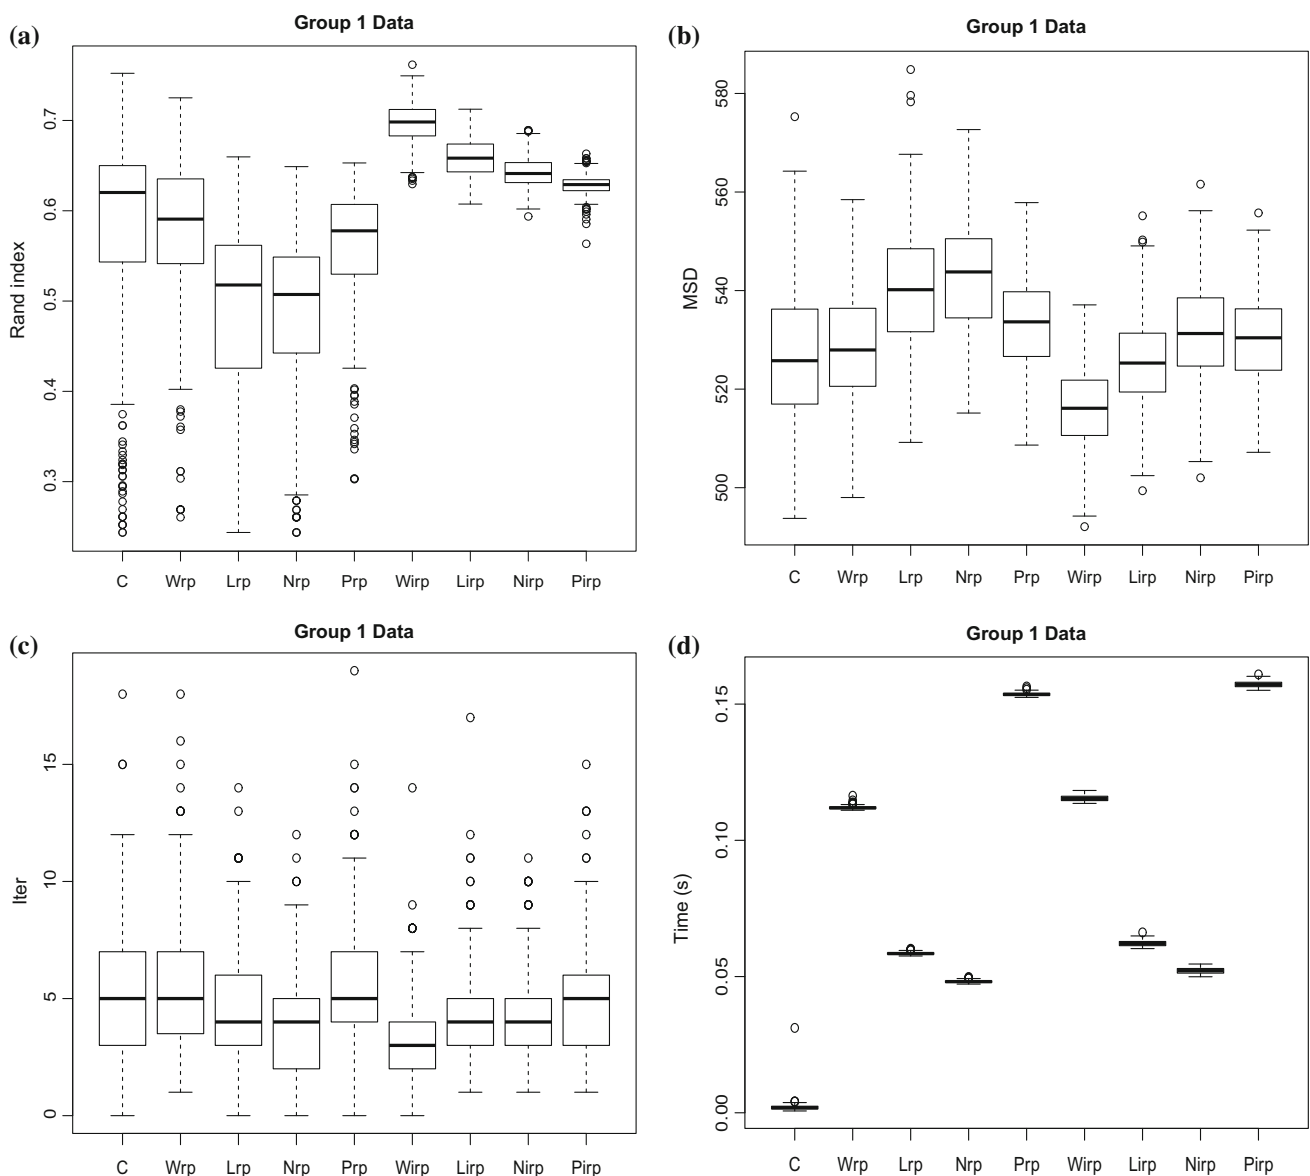 (a)
Group 1 Data
Rand index
0.7
0.6
0.5
0.4
0.3
C Wrp Lrp Nrp Prp Wirp Lirp Nirp Pirp
(b)
Group 1 Data
MSD
580
560
540
520
500
C Wrp Lrp Nrp Prp Wirp Lirp Nirp Pirp
(c)
Group 1 Data
Iter
15
10
5
0
C Wrp Lrp Nrp Prp Wirp Lirp Nirp Pirp
(d)
Group 1 Data
Time (s)
0.15
0.10
0.05
0.00
C Wrp Lrp Nrp Prp Wirp Lirp Nirp Pirp